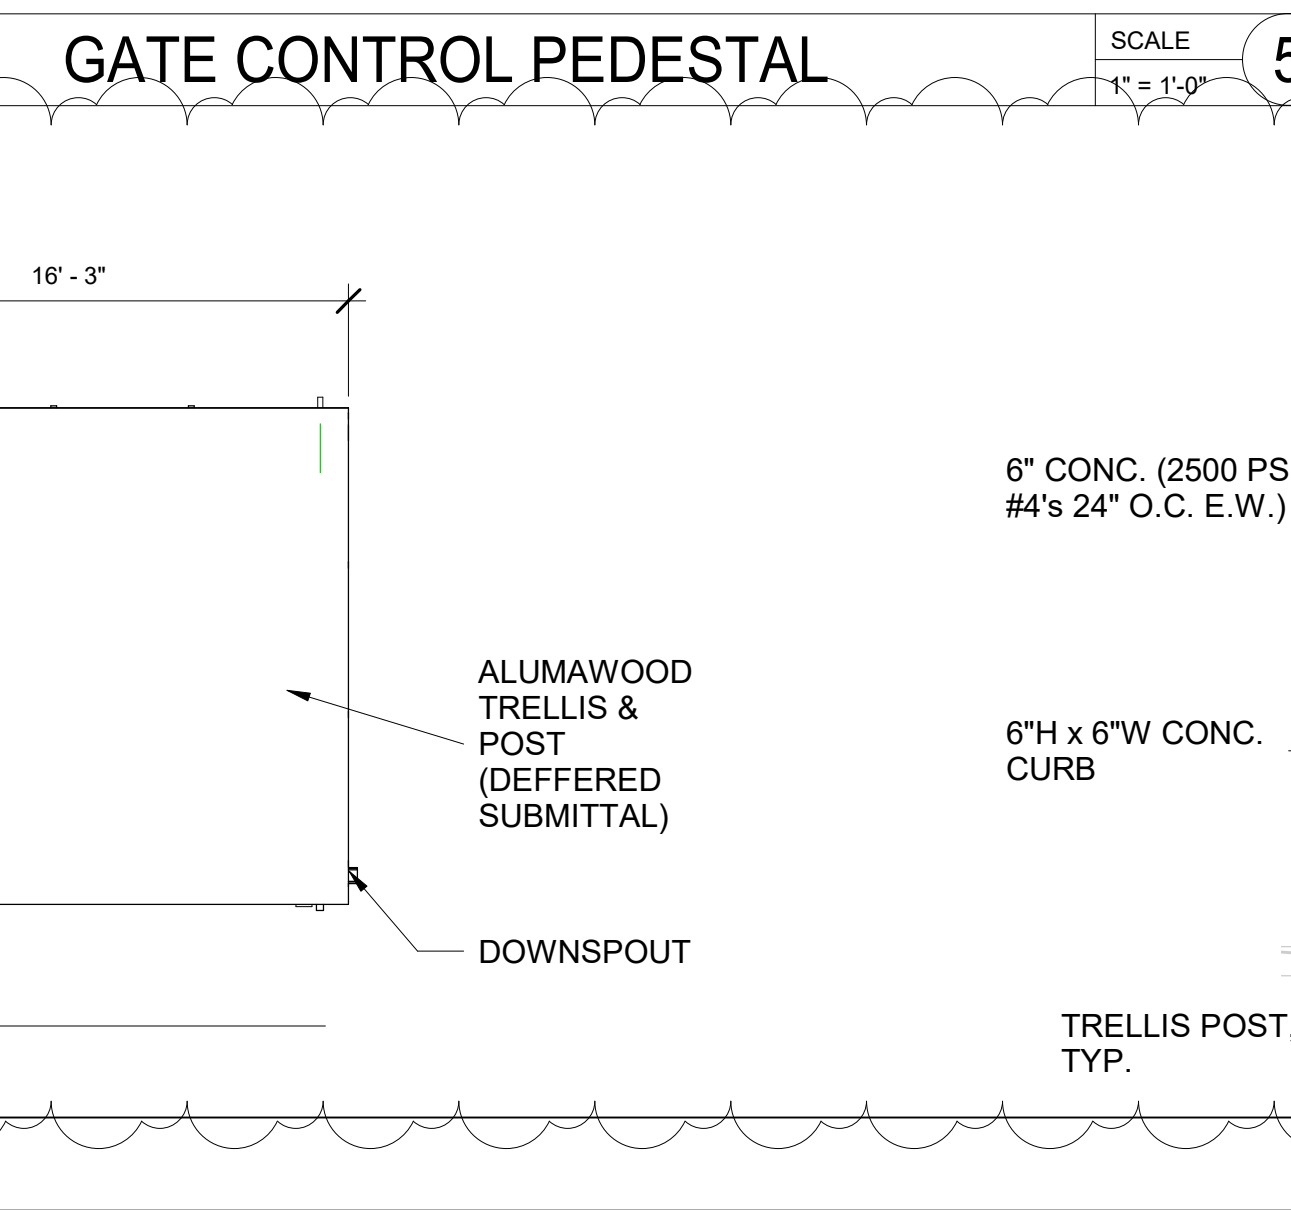 GATE CONTROL PEDESTAL
SCALE
1" = 1'-0"
5
16' - 3"
6" CONC. (2500 PS
#4's 24" O.C. E.W.)
ALUMAWOOD
TRELLIS &
POST
(DEFFERED
SUBMITTAL)
6"H x 6"W CONC.
CURB
DOWNSPOUT
TRELLIS POST,
TYP.